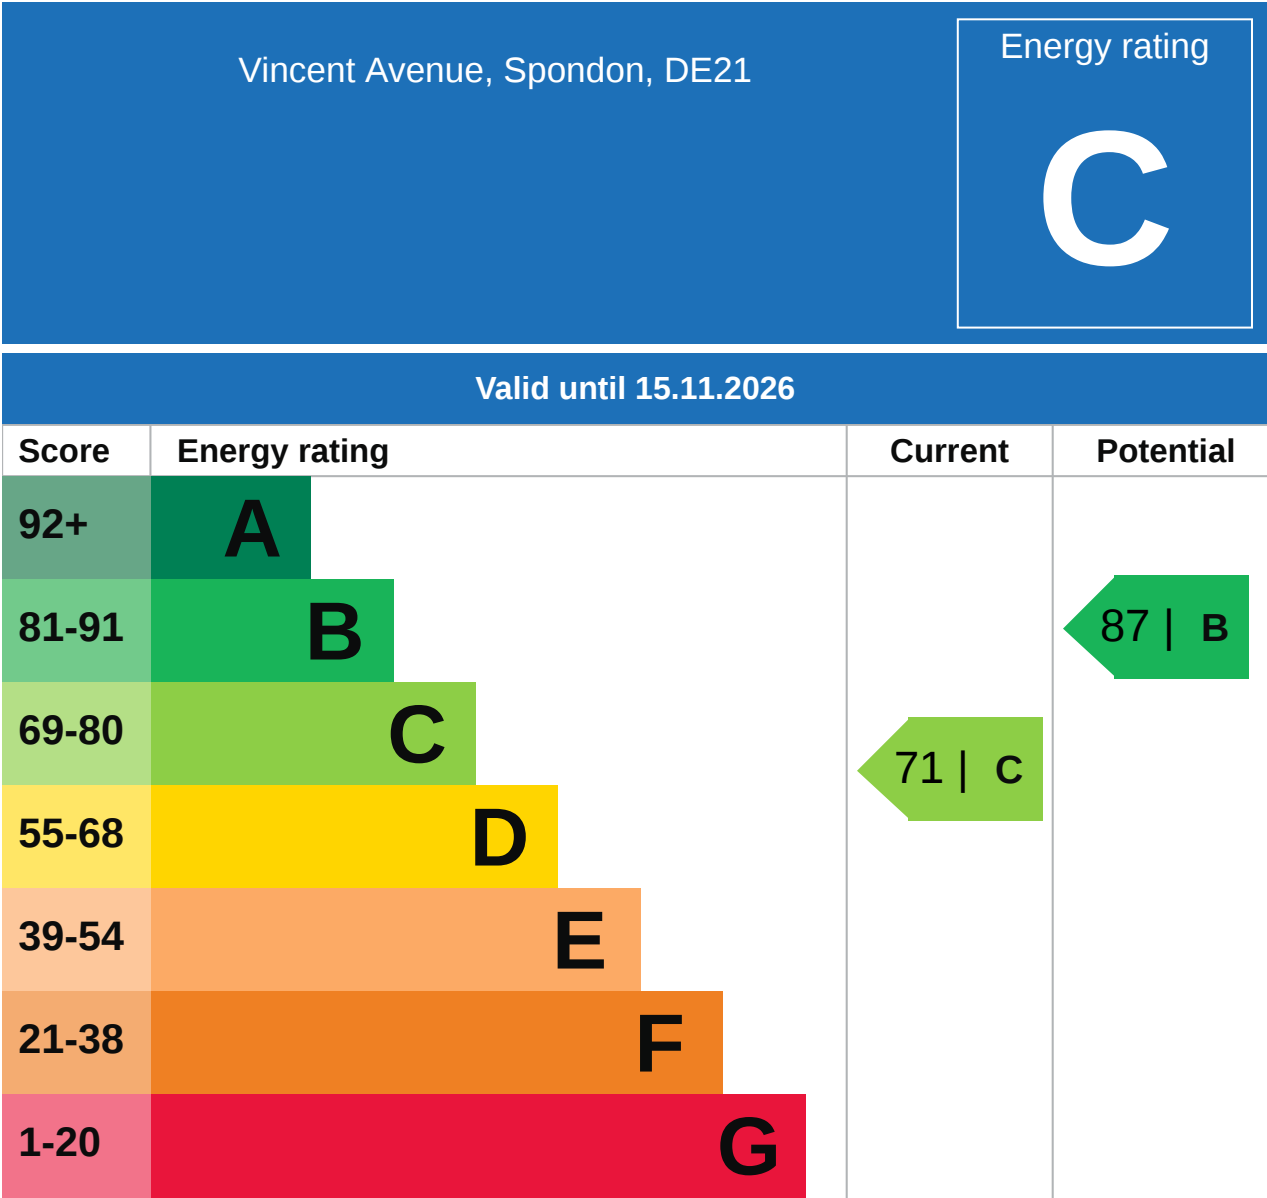 Vincent Avenue, Spondon, DE21
Energy rating
C
Valid until 15.11.2026
Score Energy rating Current Potential
92+ A
81-91 B 87 | B
69-80 C 71 | C
55-68 D
39-54 E
21-38 F
1-20 G